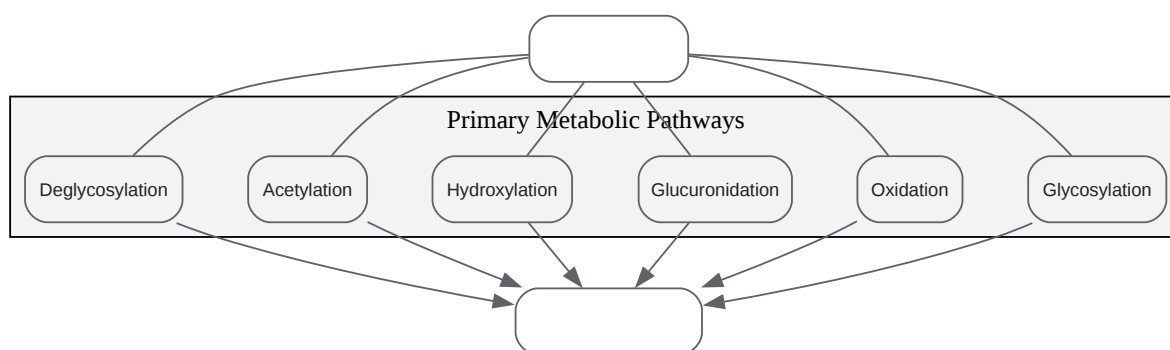 Primary Metabolic Pathways
Deglycosylation
Acetylation
Hydroxylation
Glucuronidation
Oxidation
Glycosylation